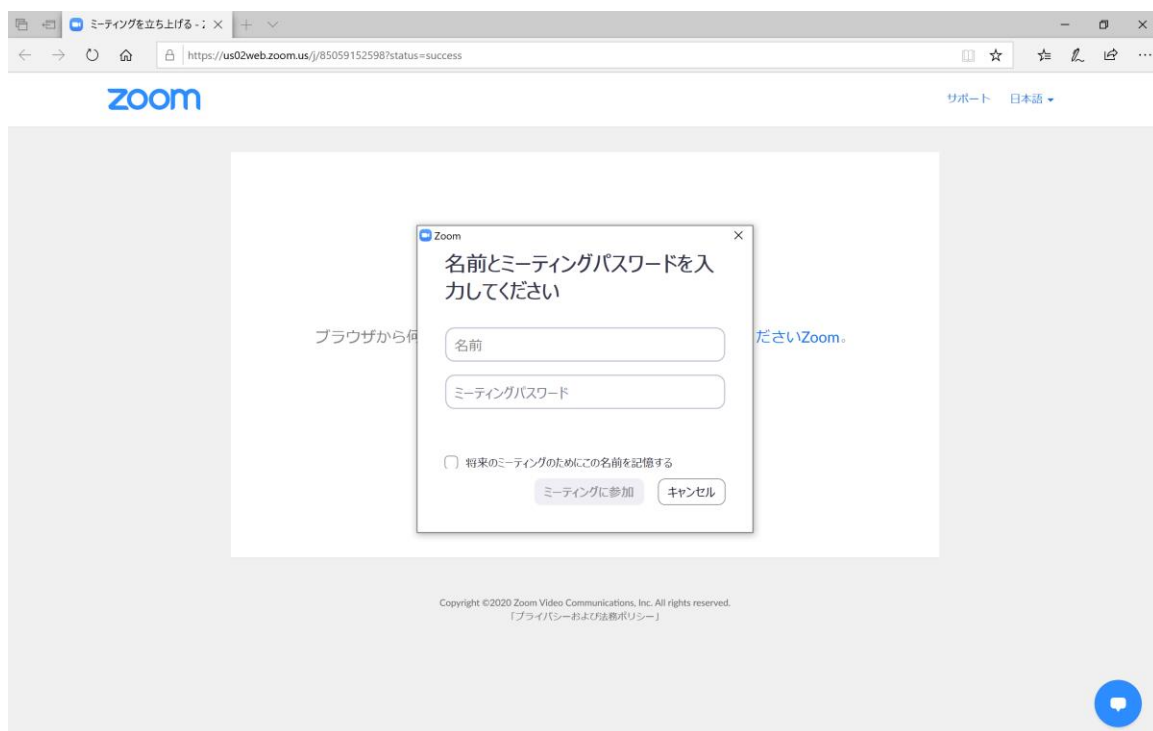 ミーティングを立ち上げる - Z
https://us02web.zoom.us/j/85059152598?status=success
zoom
サポート 日本語
Zoom
名前とミーティングパスワードを入
力してください
ブラウザから何
ださいZoom。
名前
ミーティングパスワード
将来のミーティングのためにこの名前を記憶する
ミーティングに参加 キャンセル
Copyright ©2020 Zoom Video Communications, Inc. All rights reserved.
「プライバシーおよび法務ポリシー」